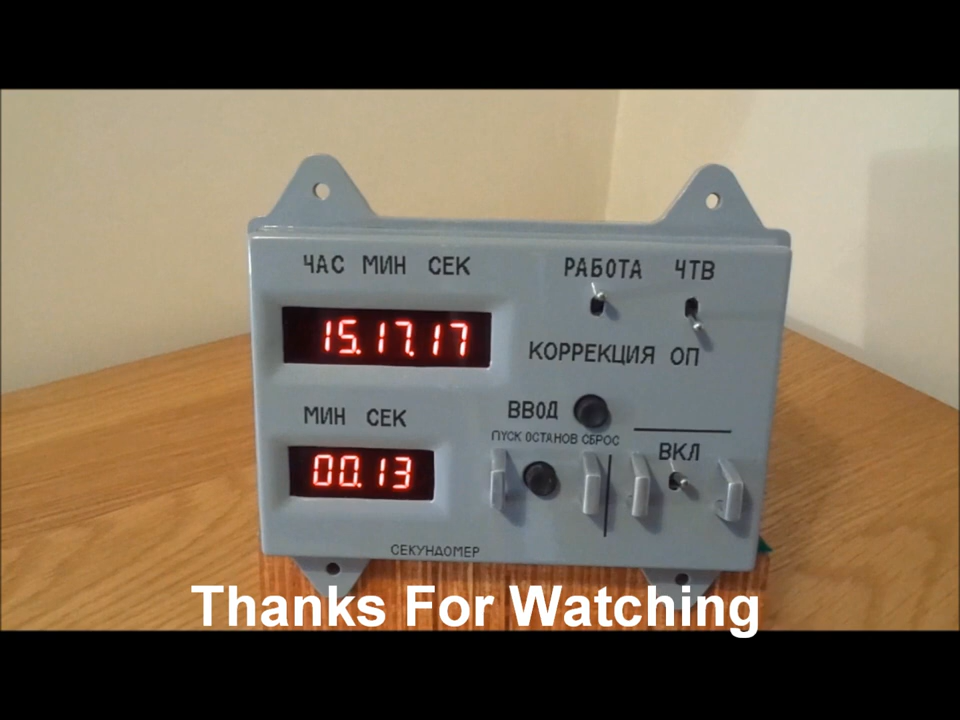 ЧАС МИН СЕК
РАБОТА ЧТВ
15.17.17
КОРРЕКЦИЯ ОП
МИН СЕК
ВВОД
ПУСК ОСТАНОВ СБРОС
ВКЛ
00.13
СЕКУНДОМЕР
Thanks For Watching